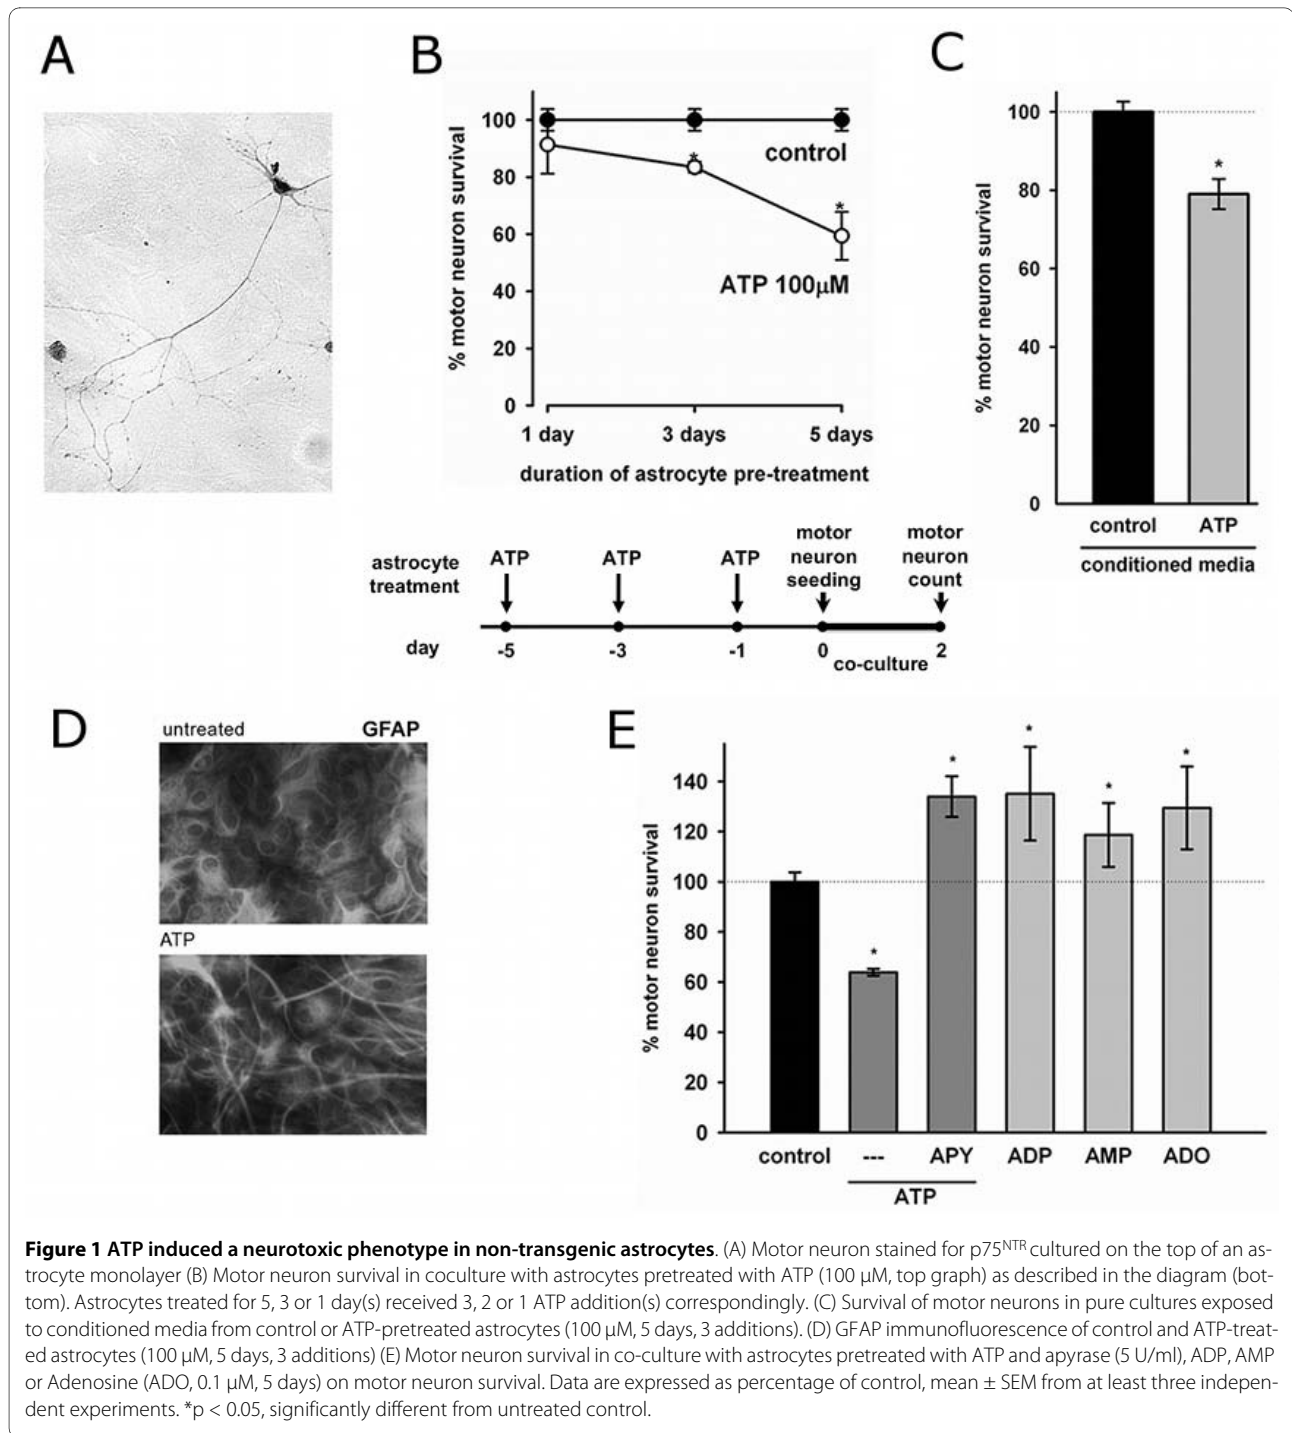 A
B
% motor neuron survival
100
80
60
40
20
0
control
ATP 100μM
1 day 3 days 5 days
duration of astrocyte pre-treatment
C
% motor neuron survival
100
80
60
40
20
0
*
control ATP
conditioned media
astrocyte treatment
ATP ATP ATP
motor neuron seeding
motor neuron count
day -5 -3 -1 0 2
co-culture
D
untreated GFAP
ATP
E
% motor neuron survival
140
120
100
80
60
40
20
0
* * * * *
control --- APY ADP AMP ADO
ATP
Figure 1 ATP induced a neurotoxic phenotype in non-transgenic astrocytes. (A) Motor neuron stained for p75NTR cultured on the top of an as-
trocyte monolayer (B) Motor neuron survival in coculture with astrocytes pretreated with ATP (100 μM, top graph) as described in the diagram (bot-
tom). Astrocytes treated for 5, 3 or 1 day(s) received 3, 2 or 1 ATP addition(s) correspondingly. (C) Survival of motor neurons in pure cultures exposed
to conditioned media from control or ATP-pretreated astrocytes (100 μM, 5 days, 3 additions). (D) GFAP immunofluorescence of control and ATP-treat-
ed astrocytes (100 μM, 5 days, 3 additions) (E) Motor neuron survival in co-culture with astrocytes pretreated with ATP and apyrase (5 U/ml), ADP, AMP
or Adenosine (ADO, 0.1 μM, 5 days) on motor neuron survival. Data are expressed as percentage of control, mean ± SEM from at least three indepen-
dent experiments. *p < 0.05, significantly different from untreated control.